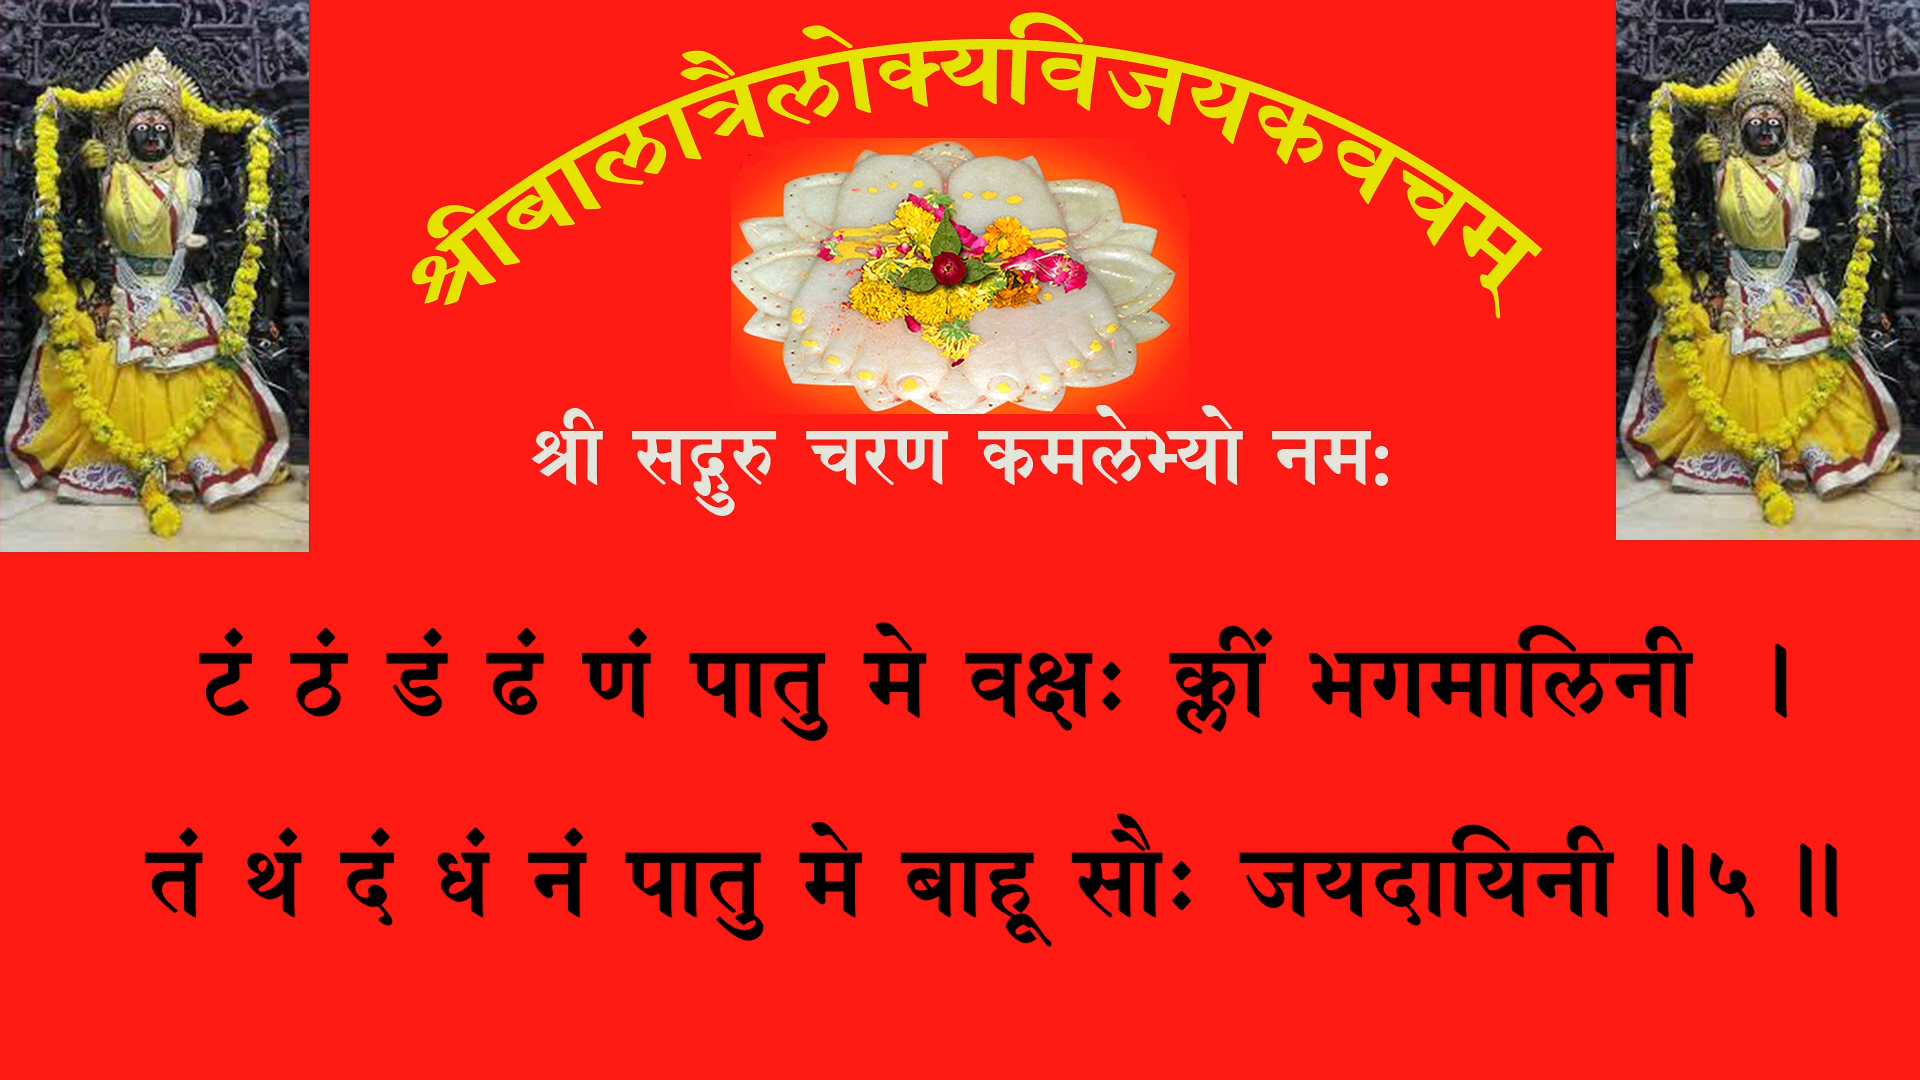 श्रीबालात्रैलोक्यविजयकवचम्
श्री सद्गुरु चरण कमलेभ्यो नमः
टं ठं डं ढं णं पातु मे वक्षः क्लीं भगमालिनी ।
तं थं दं धं नं पातु मे बाहू सौः जयदायिनी ॥५ ॥